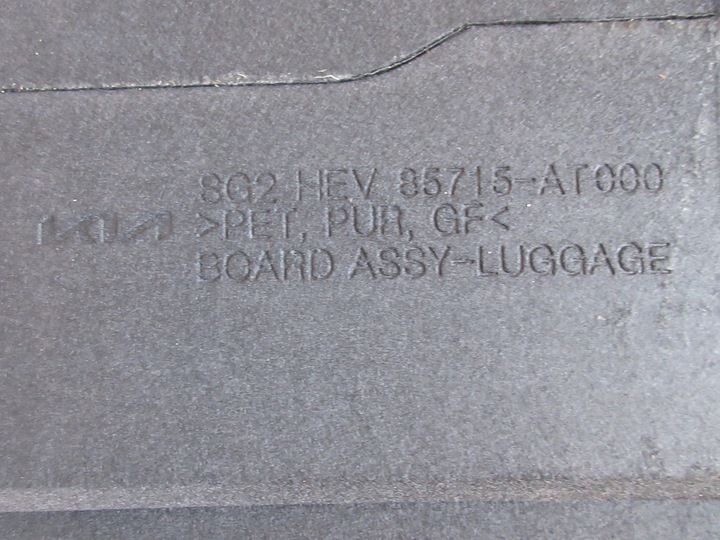 SG2 HEV 85715-AT000
KIA >PET, PUR, GF<
BOARD ASSY-LUGGAGE